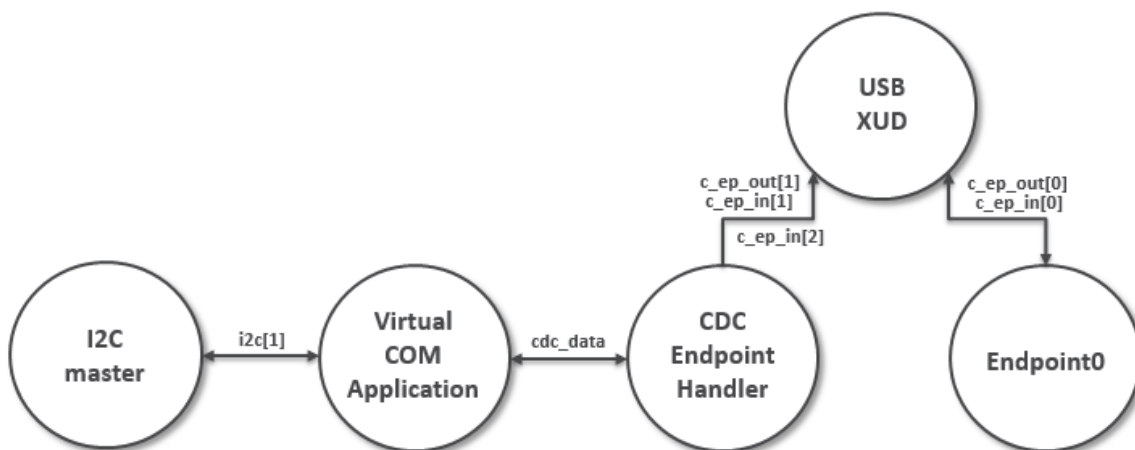 USB
XUD
c_ep_out[1]
c_ep_in[1]
c_ep_in[2]
c_ep_out[0]
c_ep_in[0]
I2C
master
i2c[1]
Virtual
COM
Application
cdc_data
CDC
Endpoint
Handler
Endpoint0